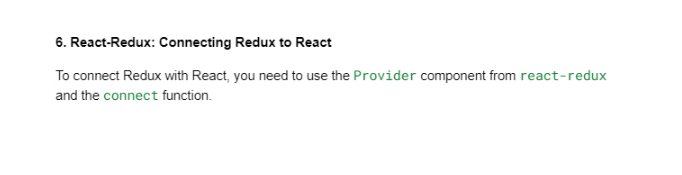 6. React-Redux: Connecting Redux to React
To connect Redux with React, you need to use the Provider component from react-redux
and the connect function.